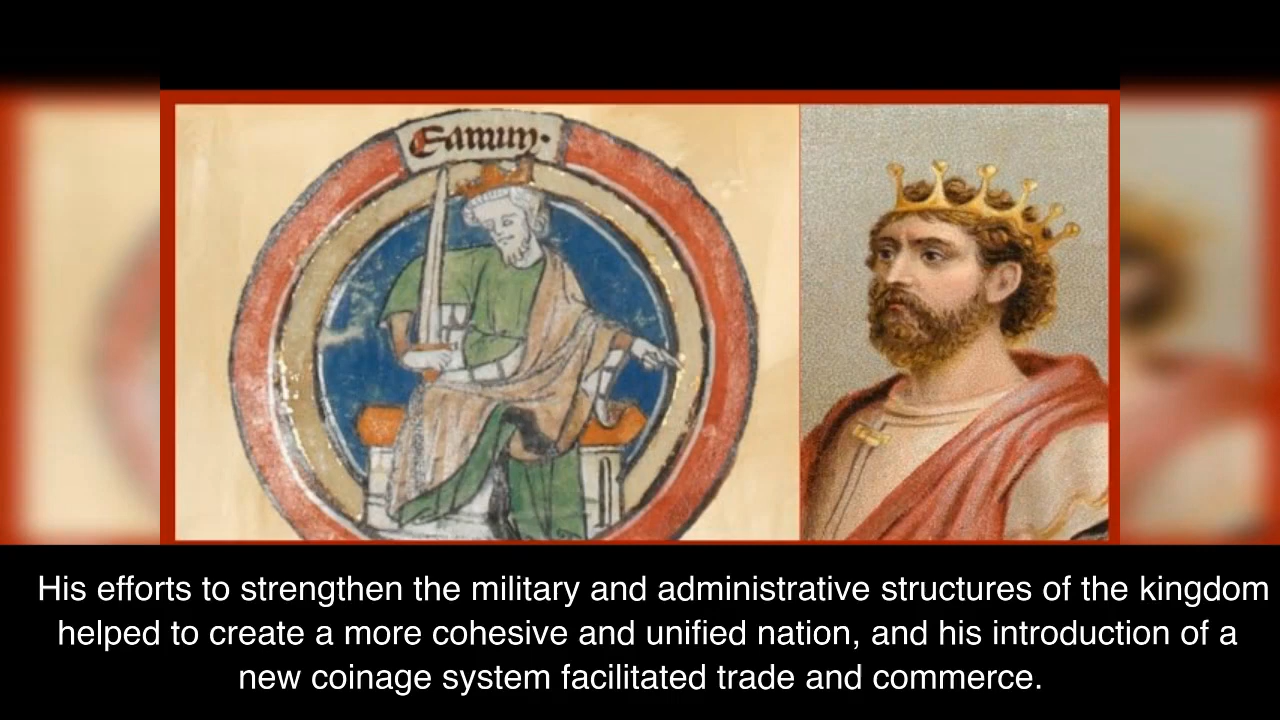 Eamun·
His efforts to strengthen the military and administrative structures of the kingdom
helped to create a more cohesive and unified nation, and his introduction of a
new coinage system facilitated trade and commerce.